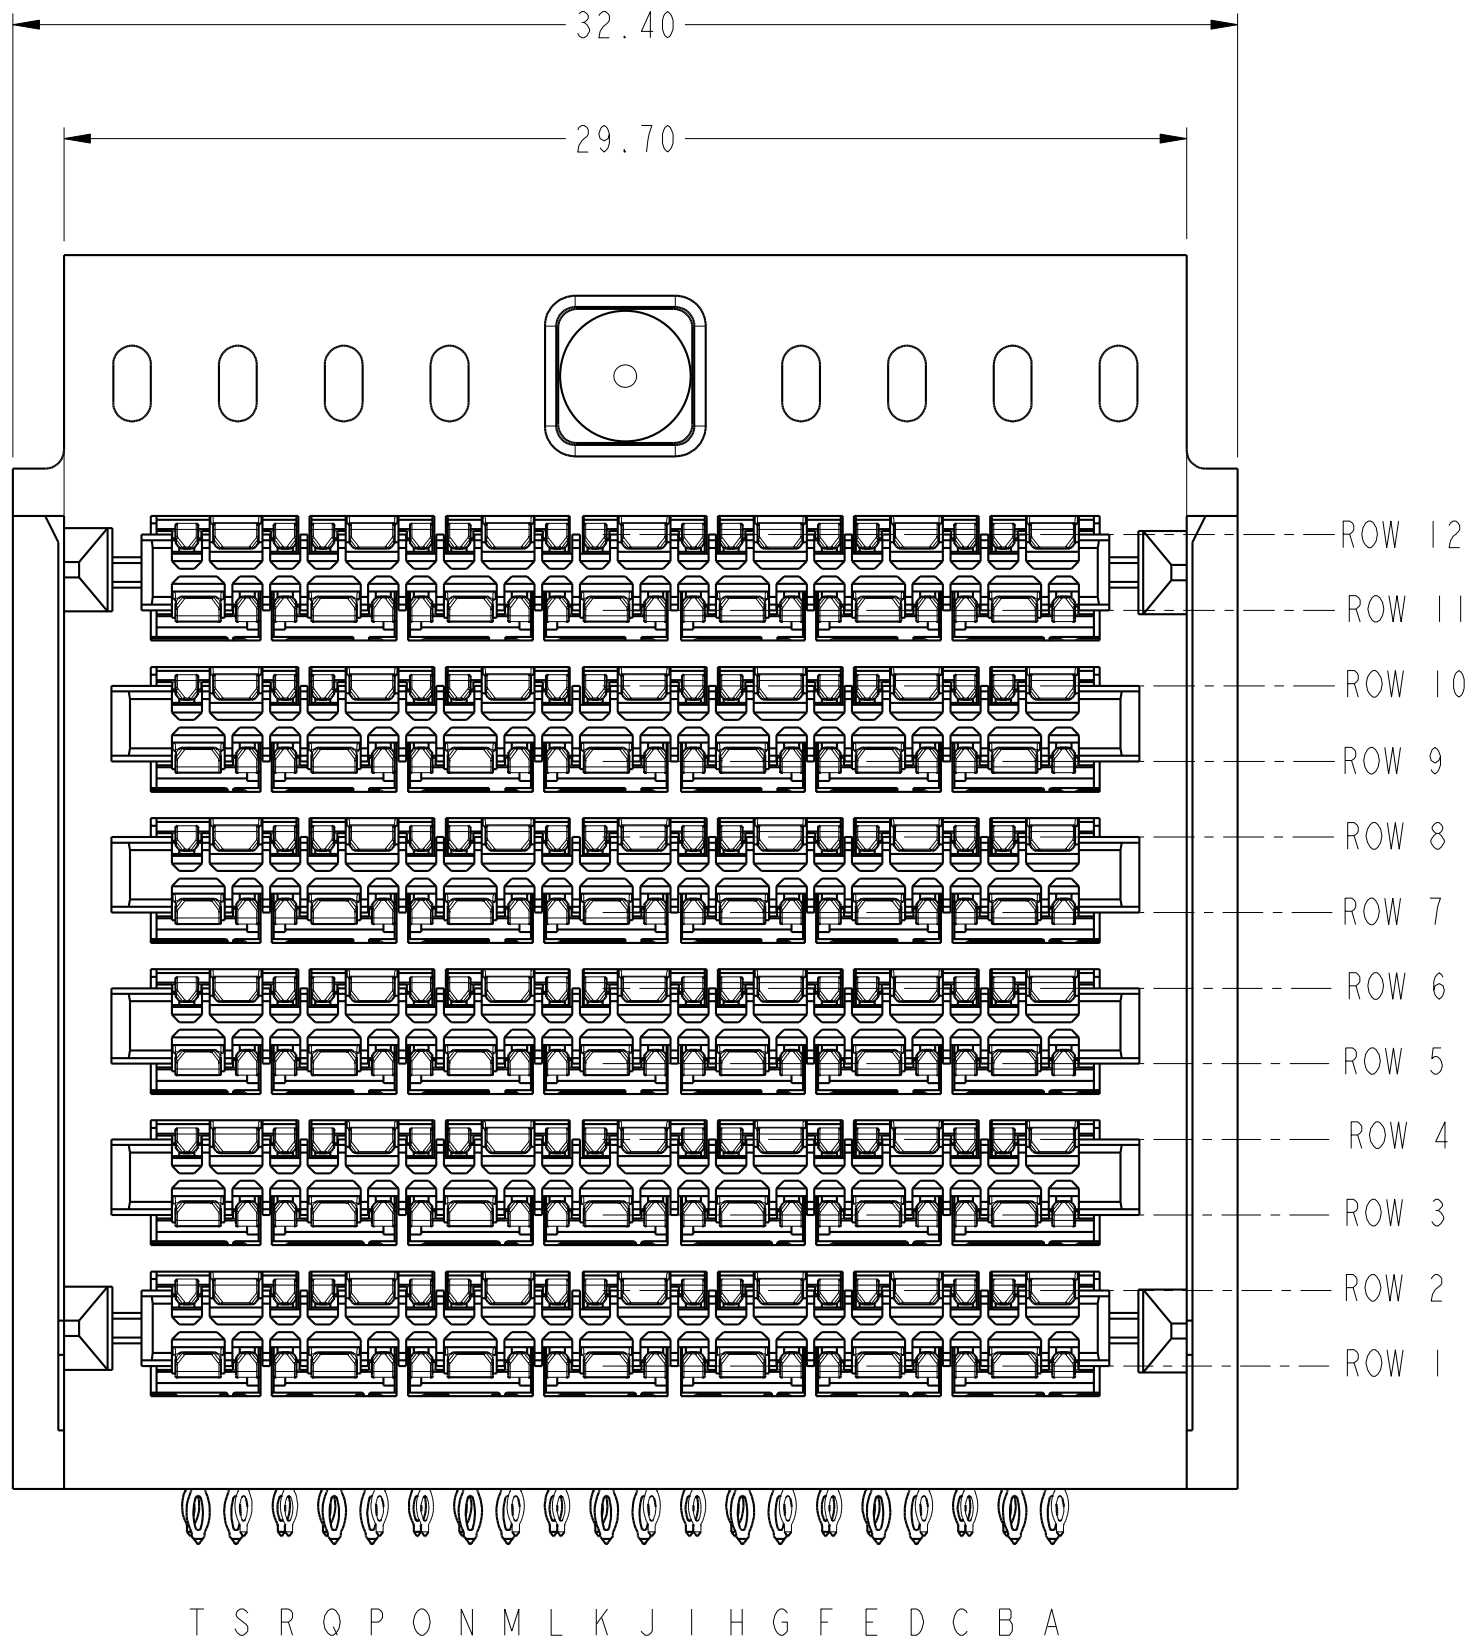 32.40
29.70
ROW 12
ROW 11
ROW 10
ROW 9
ROW 8
ROW 7
ROW 6
ROW 5
ROW 4
ROW 3
ROW 2
ROW 1
T S R Q P O N M L K J I H G F E D C B A